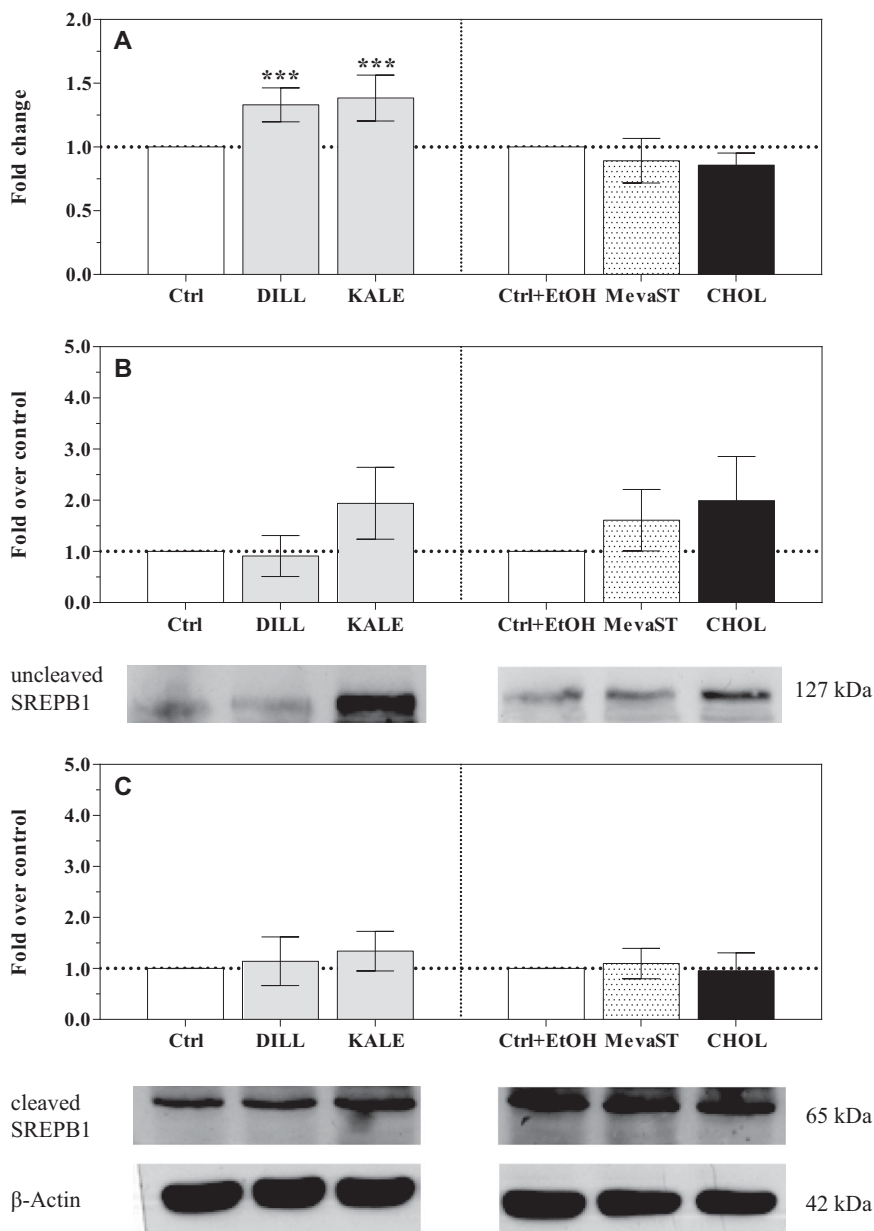 A
Fold change
2.0
1.5
1.0
0.5
0.0
*** ***
Ctrl DILL KALE Ctrl+EtOH MevaST CHOL
B
Fold over control
5.0
4.0
3.0
2.0
1.0
0.0
Ctrl DILL KALE Ctrl+EtOH MevaST CHOL
uncleaved
SREPB1
127 kDa
C
Fold over control
5.0
4.0
3.0
2.0
1.0
0.0
Ctrl DILL KALE Ctrl+EtOH MevaST CHOL
cleaved
SREPB1
65 kDa
β-Actin
42 kDa